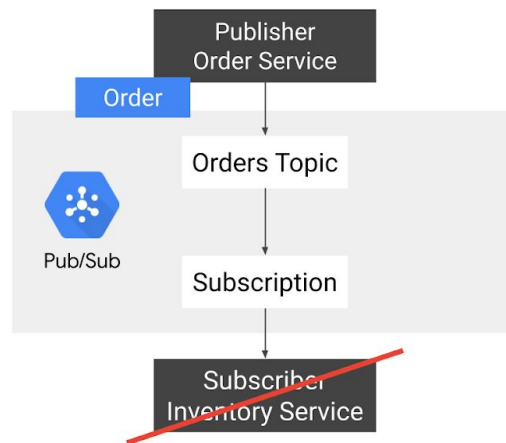 Publisher
Order Service
Order
Orders Topic
Pub/Sub
Subscription
Subscriber
Inventory Service